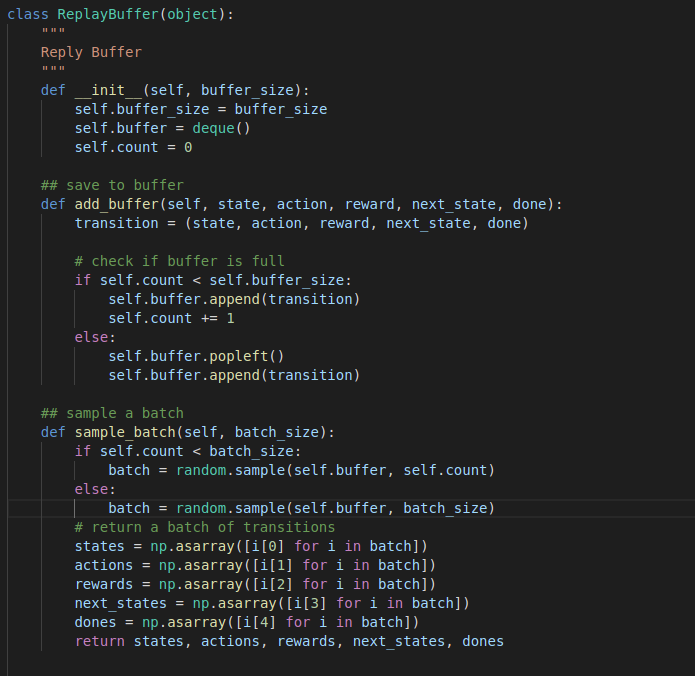 class ReplayBuffer(object):
    """
    Reply Buffer
    """
    def __init__(self, buffer_size):
        self.buffer_size = buffer_size
        self.buffer = deque()
        self.count = 0

    ## save to buffer
    def add_buffer(self, state, action, reward, next_state, done):
        transition = (state, action, reward, next_state, done)

        # check if buffer is full
        if self.count < self.buffer_size:
            self.buffer.append(transition)
            self.count += 1
        else:
            self.buffer.popleft()
            self.buffer.append(transition)

    ## sample a batch
    def sample_batch(self, batch_size):
        if self.count < batch_size:
            batch = random.sample(self.buffer, self.count)
        else:
            batch = random.sample(self.buffer, batch_size)
        # return a batch of transitions
        states = np.asarray([i[0] for i in batch])
        actions = np.asarray([i[1] for i in batch])
        rewards = np.asarray([i[2] for i in batch])
        next_states = np.asarray([i[3] for i in batch])
        dones = np.asarray([i[4] for i in batch])
        return states, actions, rewards, next_states, dones